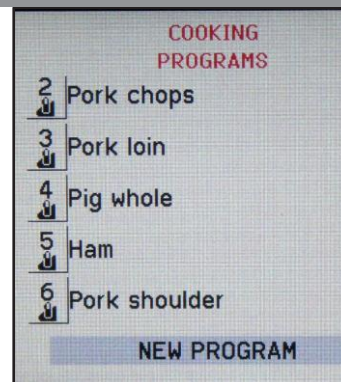 COOKING
PROGRAMS
2 Pork chops
3 Pork loin
4 Pig whole
5 Ham
6 Pork shoulder
NEW PROGRAM